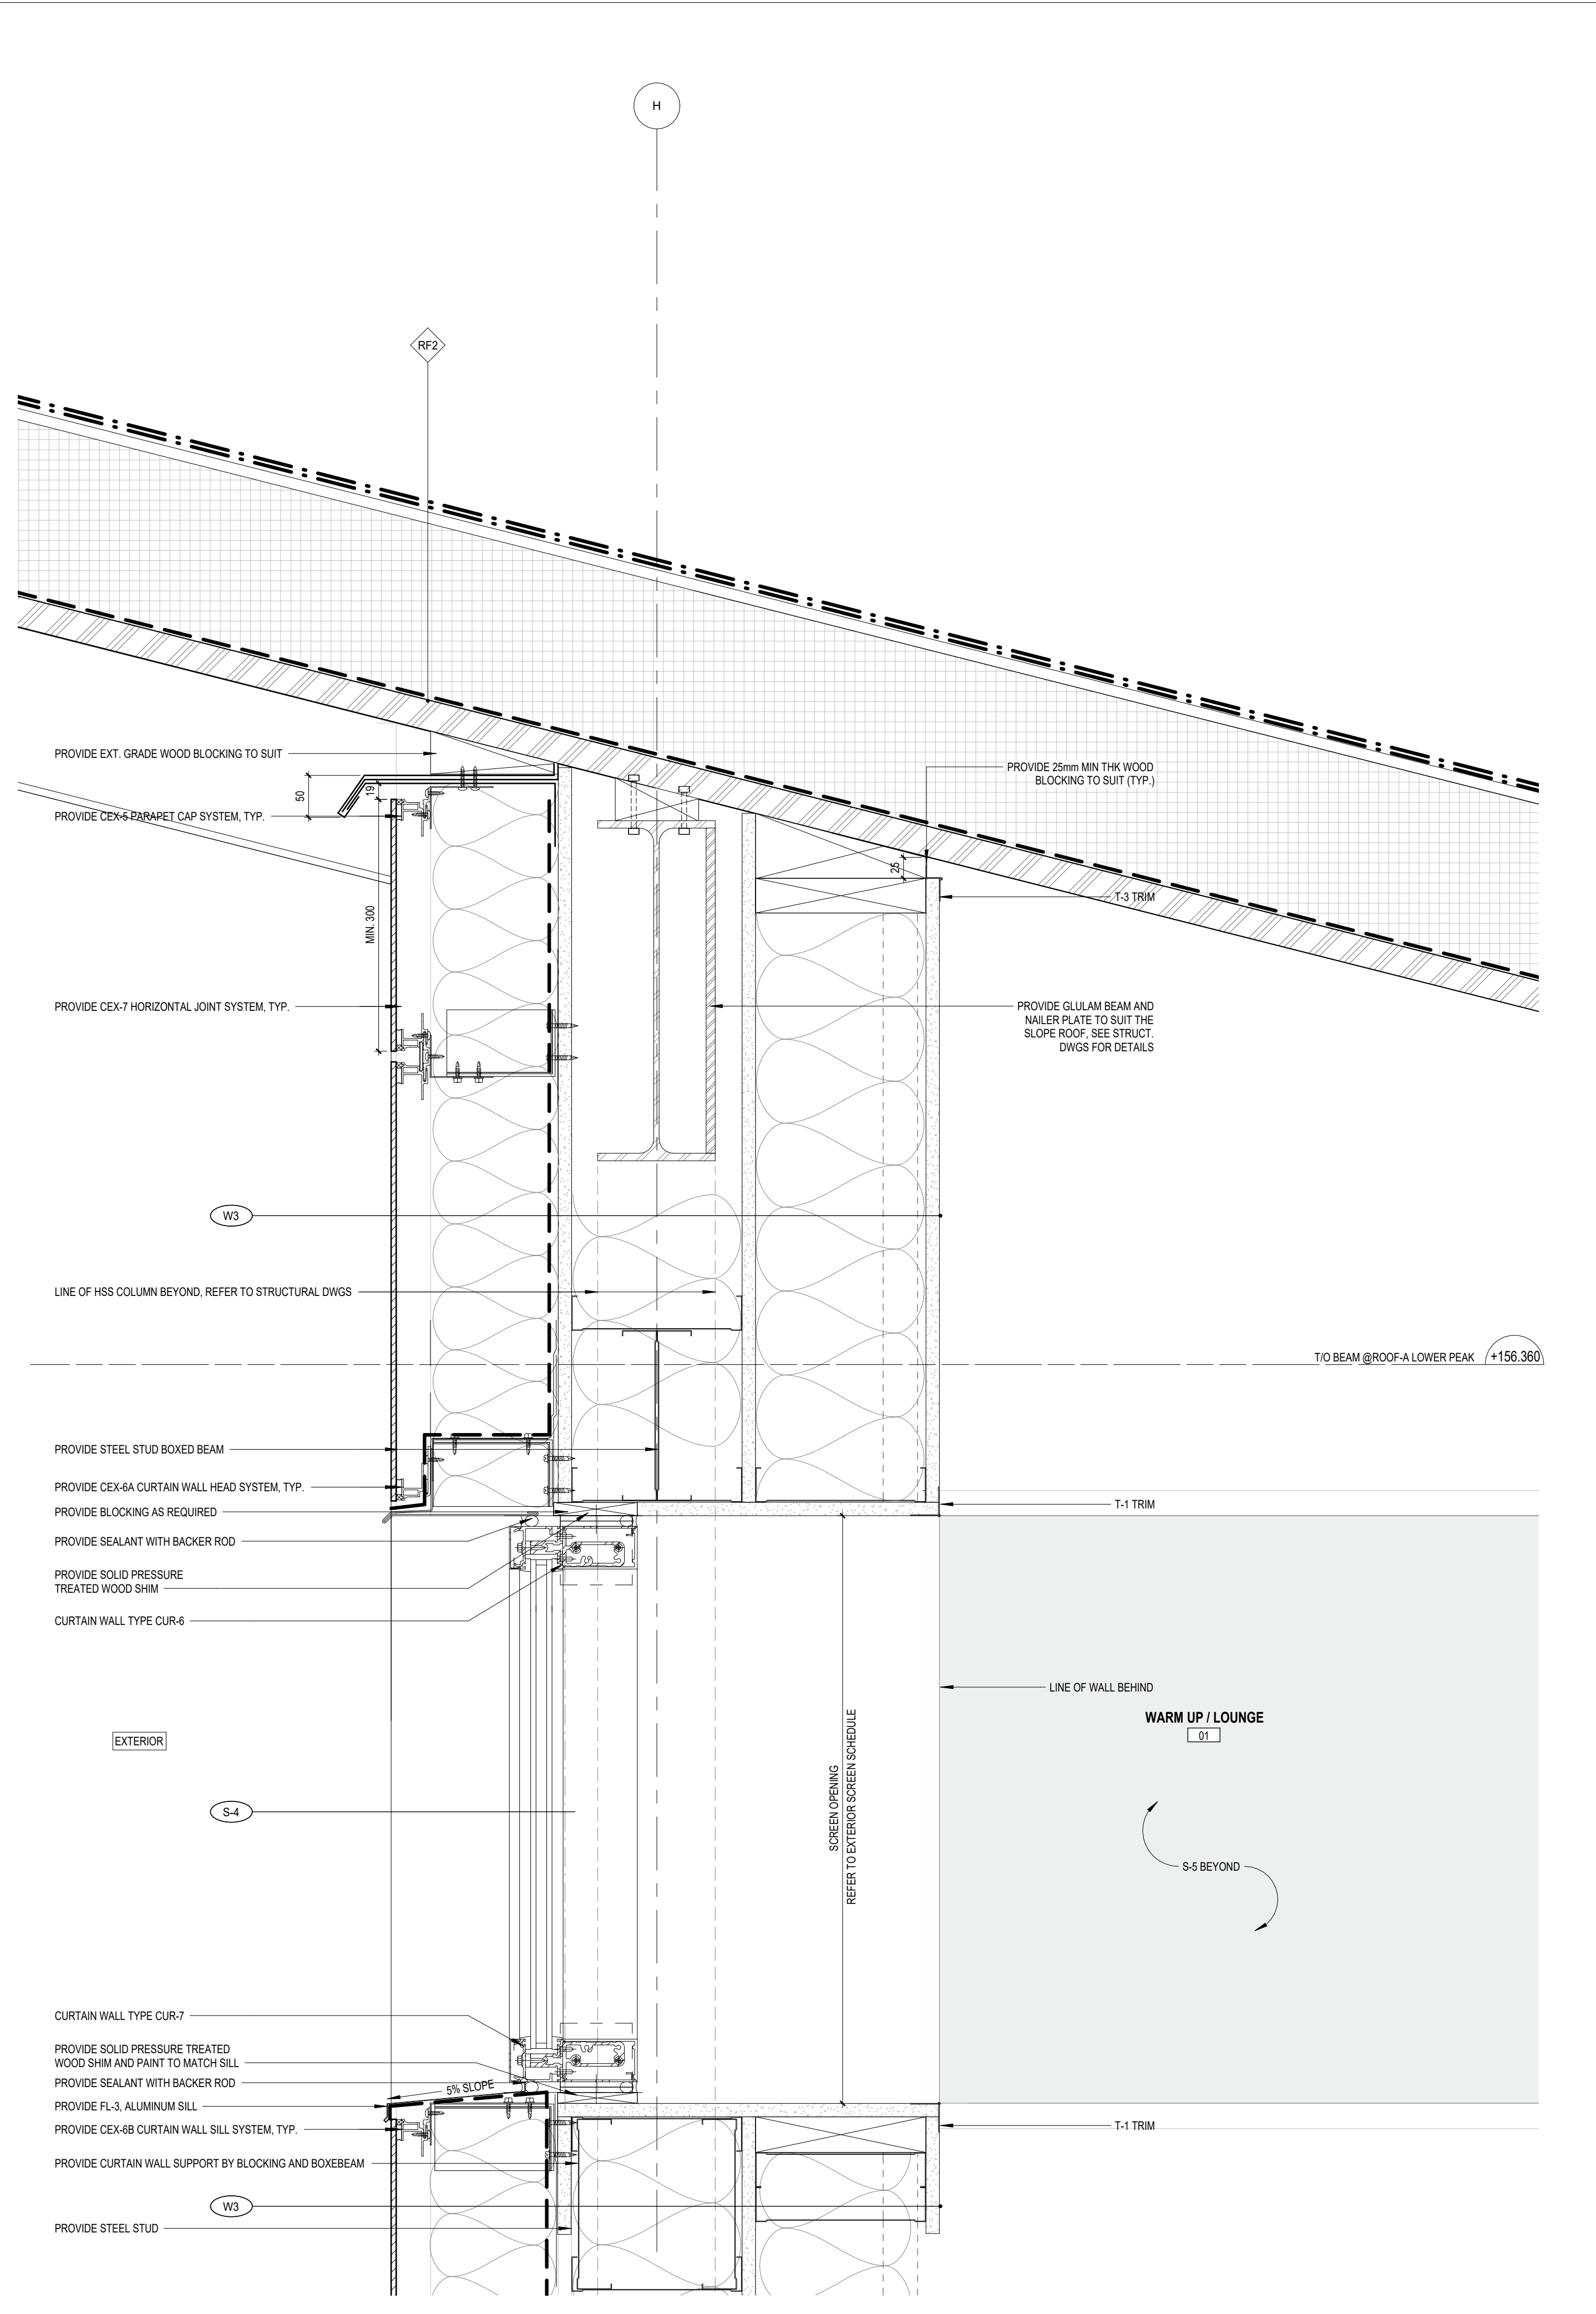 H
RF2
PROVIDE EXT. GRADE WOOD BLOCKING TO SUIT
PROVIDE 25mm MIN THK WOOD
BLOCKING TO SUIT (TYP.)
50
19
PROVIDE CEX-5 PARAPET CAP SYSTEM, TYP.
25
T-3 TRIM
MIN. 300
PROVIDE CEX-7 HORIZONTAL JOINT SYSTEM, TYP.
PROVIDE GLULAM BEAM AND
NAILER PLATE TO SUIT THE
SLOPE ROOF, SEE STRUCT.
DWGS FOR DETAILS
W3
LINE OF HSS COLUMN BEYOND, REFER TO STRUCTURAL DWGS
T/O BEAM @ROOF-A LOWER PEAK
+156.360
PROVIDE STEEL STUD BOXED BEAM
PROVIDE CEX-6A CURTAIN WALL HEAD SYSTEM, TYP.
PROVIDE BLOCKING AS REQUIRED
T-1 TRIM
PROVIDE SEALANT WITH BACKER ROD
PROVIDE SOLID PRESSURE
TREATED WOOD SHIM
CURTAIN WALL TYPE CUR-6
LINE OF WALL BEHIND
WARM UP / LOUNGE
01
EXTERIOR
S-4
SCREEN OPENING
REFER TO EXTERIOR SCREEN SCHEDULE
S-5 BEYOND
CURTAIN WALL TYPE CUR-7
PROVIDE SOLID PRESSURE TREATED
WOOD SHIM AND PAINT TO MATCH SILL
PROVIDE SEALANT WITH BACKER ROD
5% SLOPE
PROVIDE FL-3, ALUMINUM SILL
PROVIDE CEX-6B CURTAIN WALL SILL SYSTEM, TYP.
T-1 TRIM
PROVIDE CURTAIN WALL SUPPORT BY BLOCKING AND BOXEBEAM
W3
PROVIDE STEEL STUD